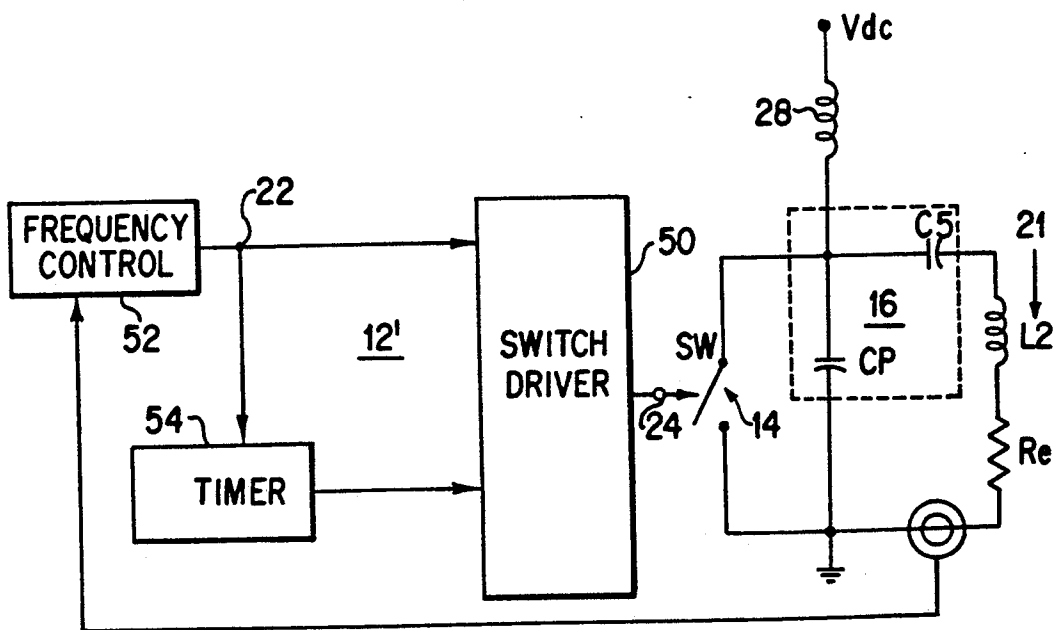 Vdc
28
22
FREQUENCY
CONTROL
52
12'
50
C5
21
16
L2
SWITCH
DRIVER
SW
CP
24
14
54
TIMER
Re